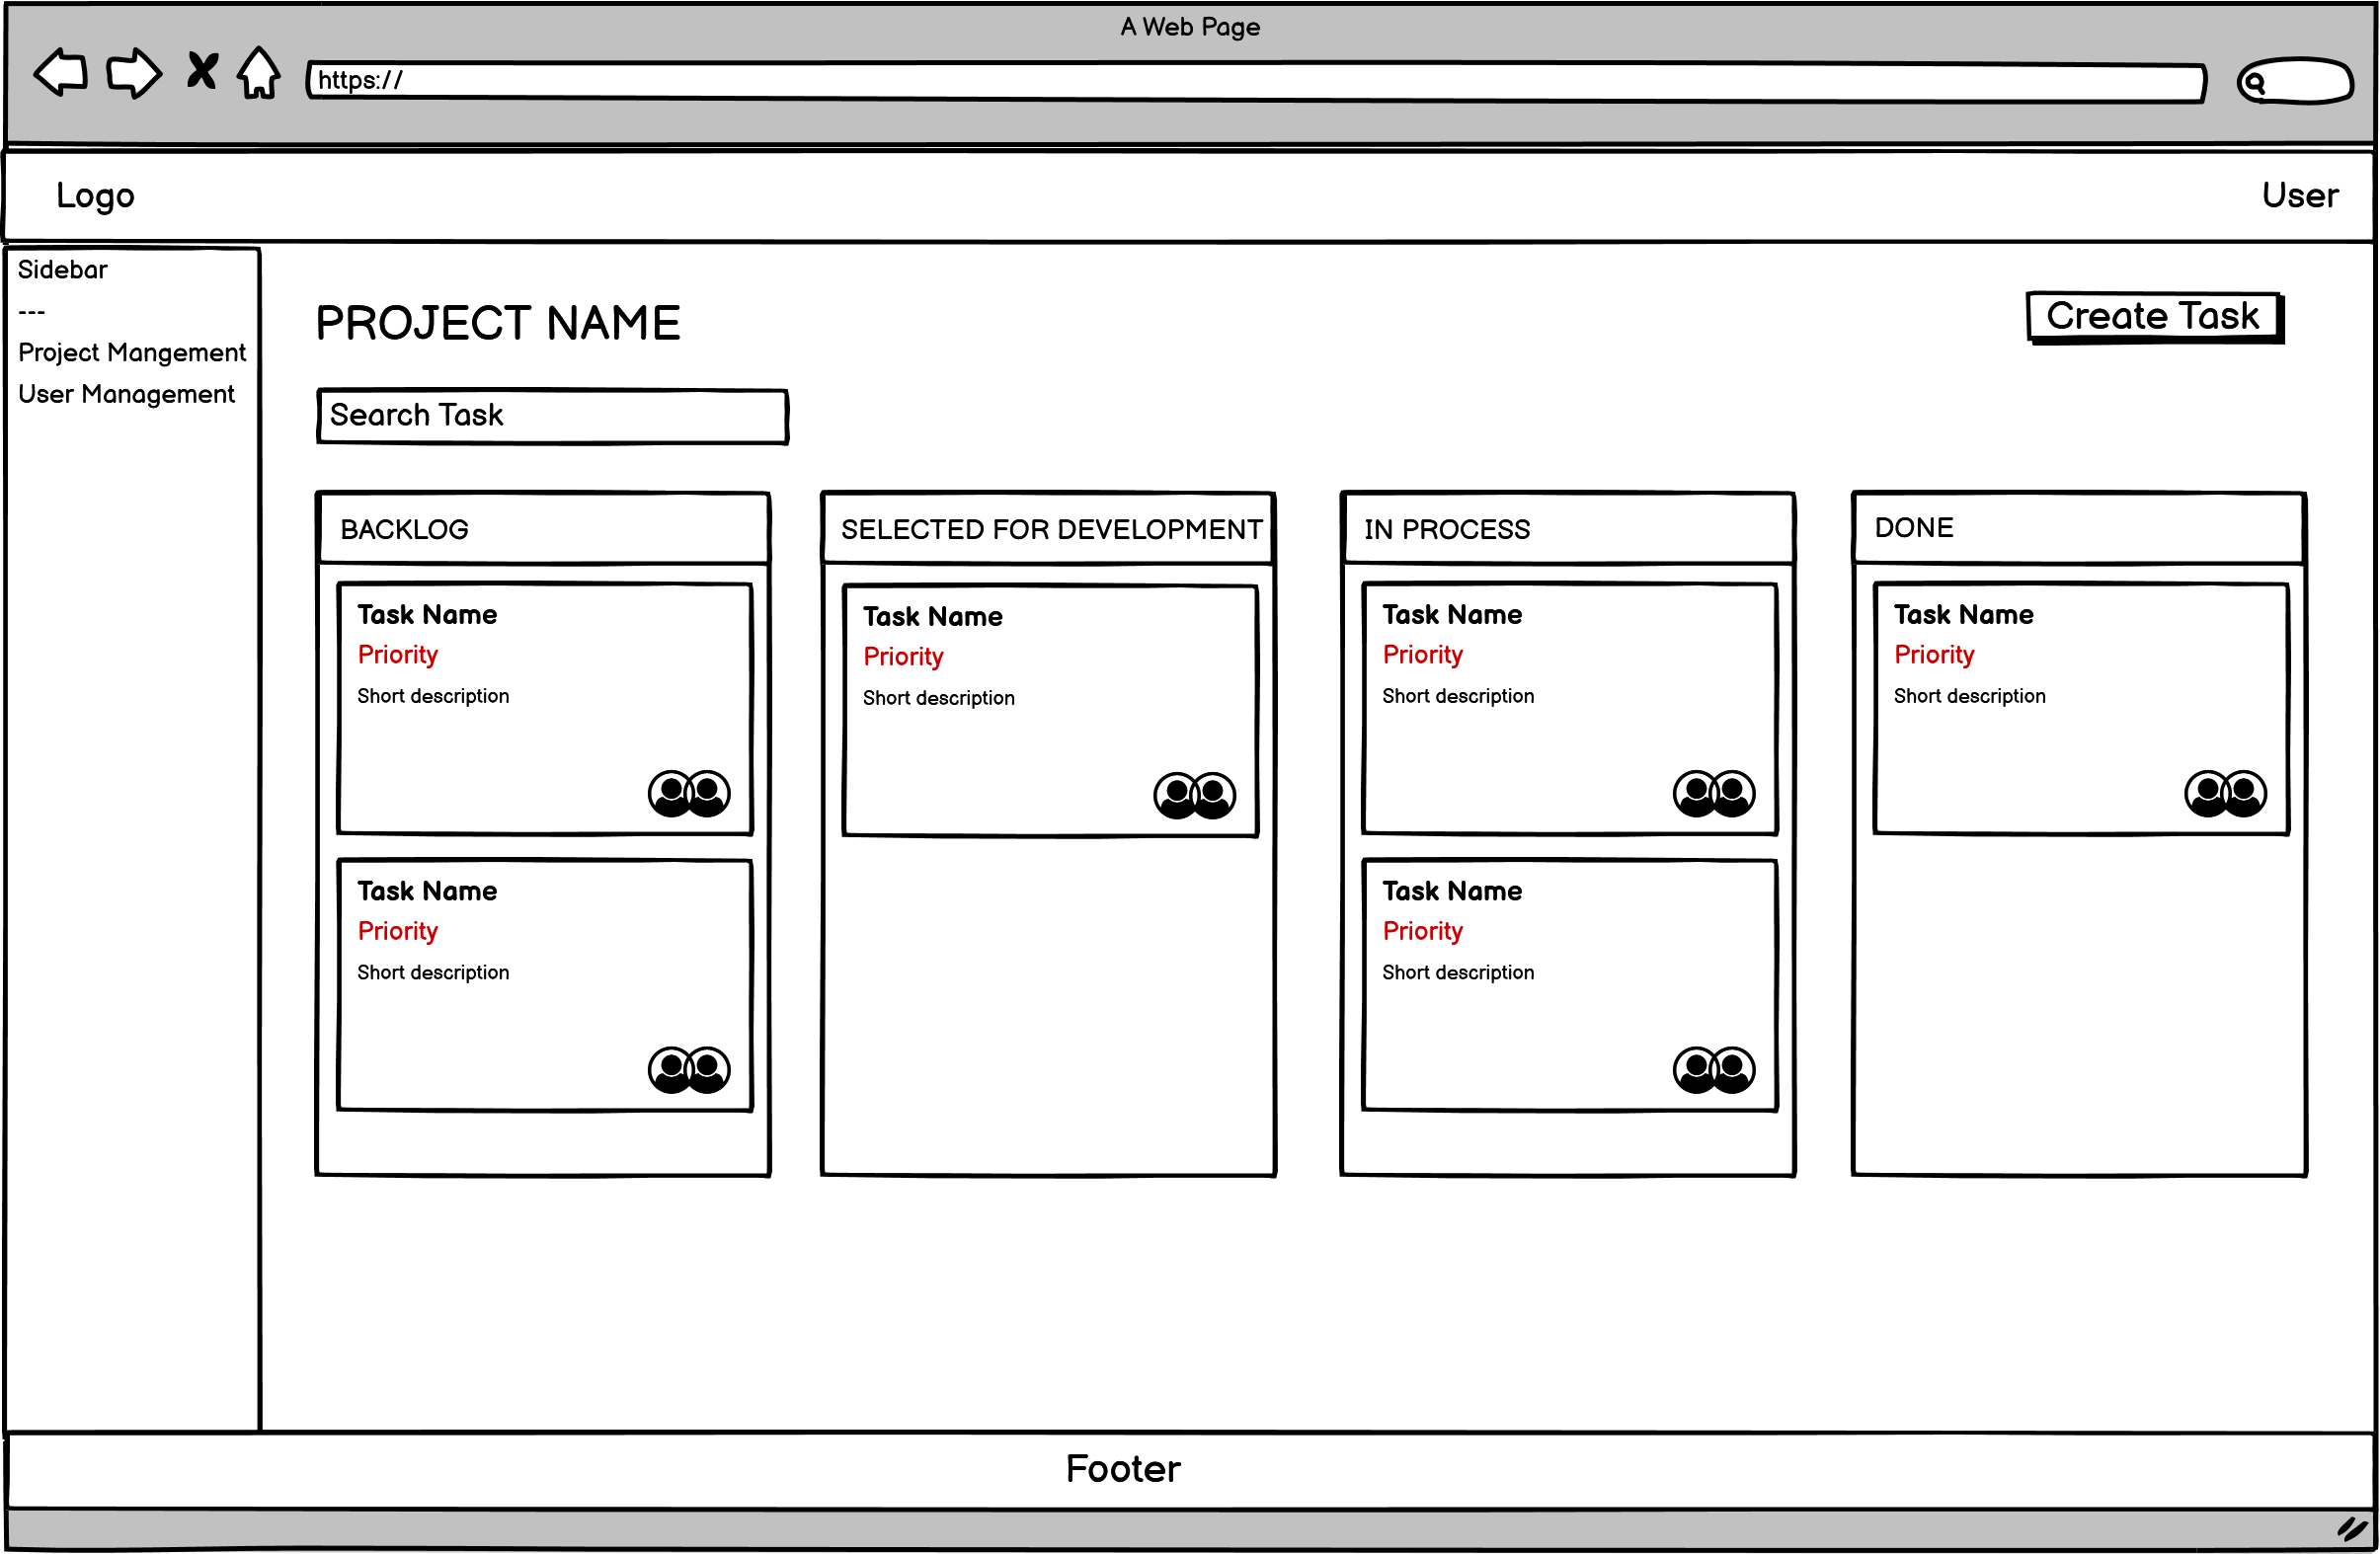 A Web Page
https://
Logo
User
Sidebar
---
Project Mangement
User Management
PROJECT NAME
Create Task
Search Task
BACKLOG
Task Name
Priority
Short description
Task Name
Priority
Short description
SELECTED FOR DEVELOPMENT
Task Name
Priority
Short description
IN PROCESS
Task Name
Priority
Short description
Task Name
Priority
Short description
DONE
Task Name
Priority
Short description
Footer